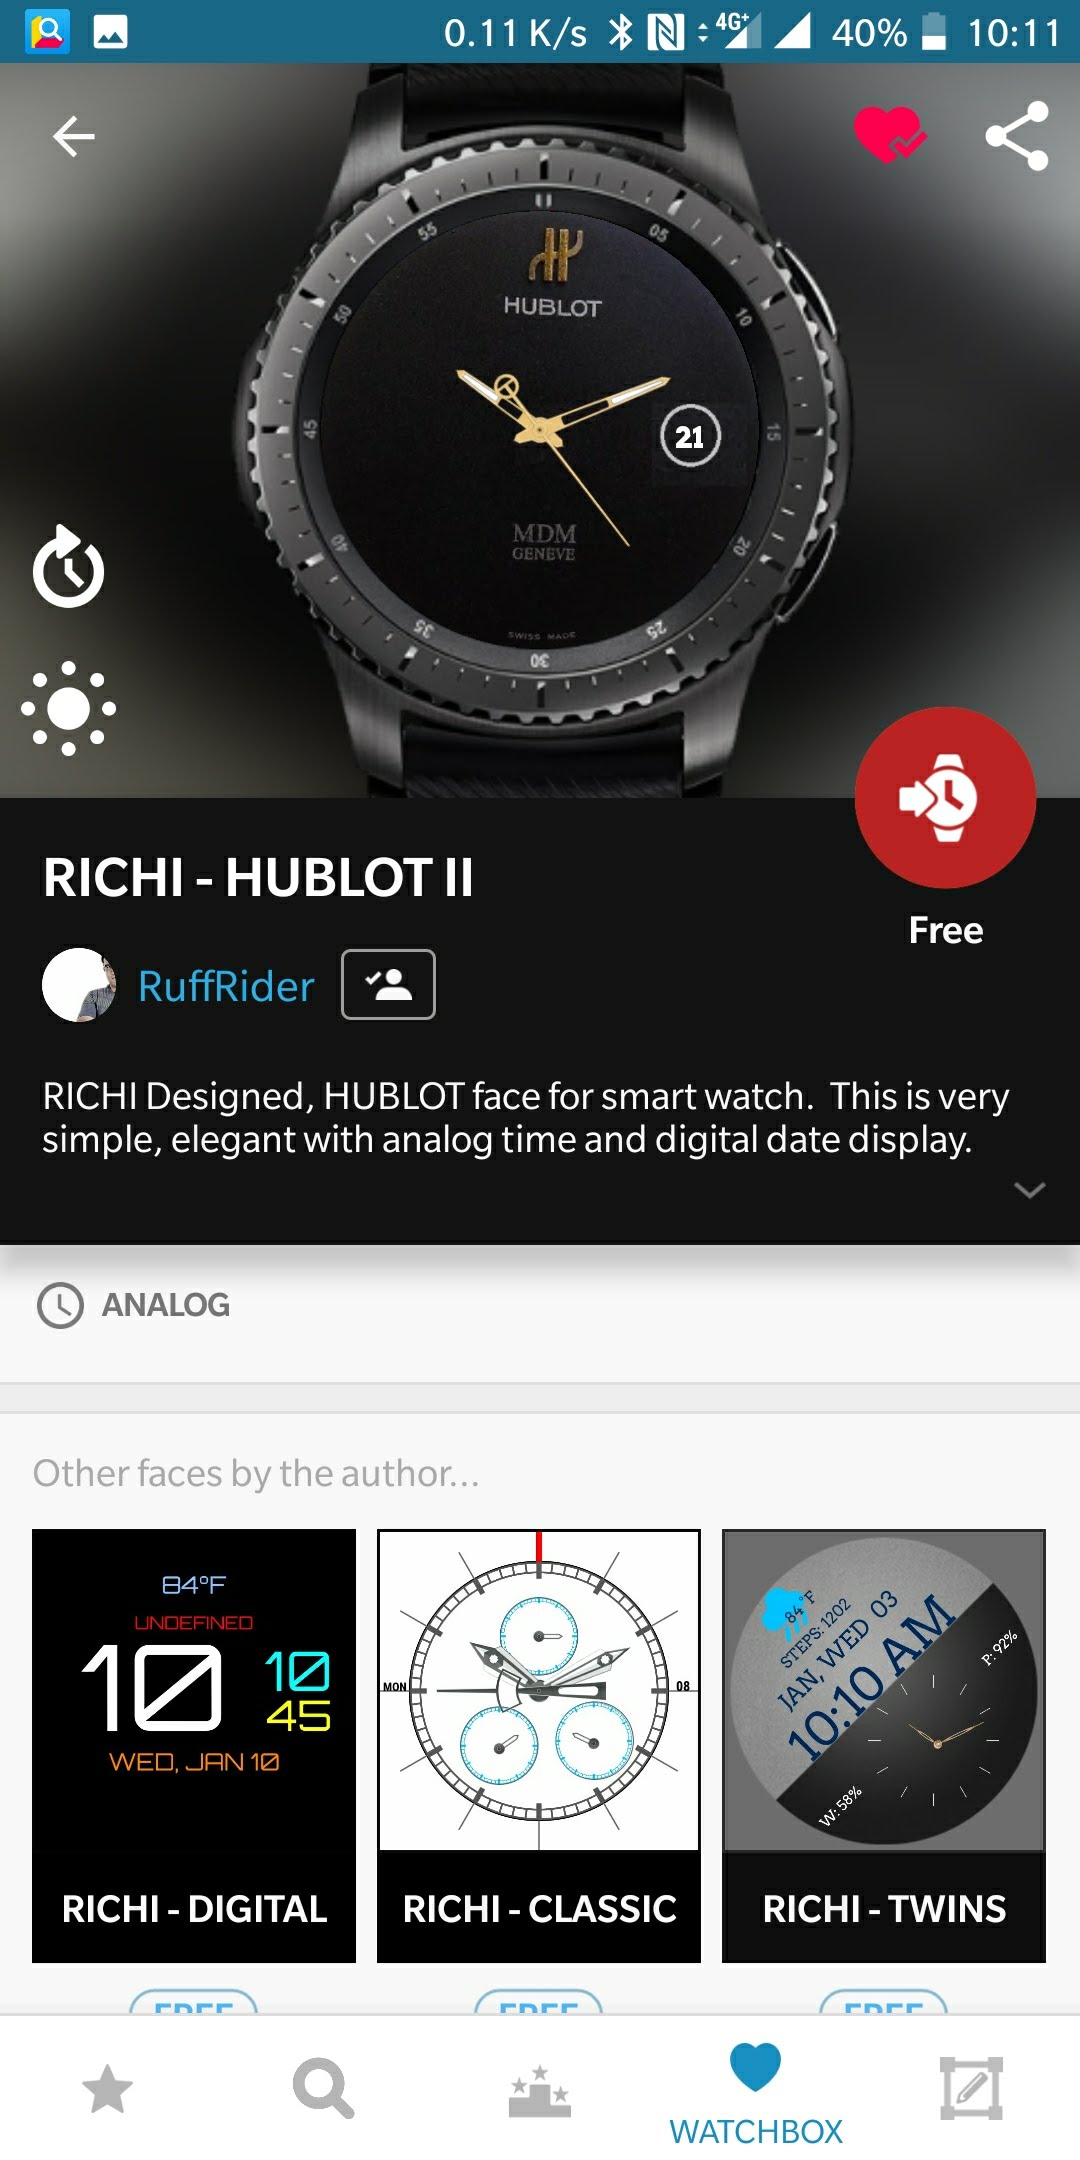 0.11 K/s 4G+ 40% 10:11
55
05
50
10
45
15
40
20
35
25
30
HUBLOT
21
MDM
GENEVE
SWISS MADE
RICHI - HUBLOT II
Free
RuffRider
RICHI Designed, HUBLOT face for smart watch. This is very
simple, elegant with analog time and digital date display.
ANALOG
Other faces by the author...
84°F
UNDEFINED
10
10
45
WED, JAN 10
RICHI - DIGITAL
MON
08
RICHI - CLASSIC
84°F
STEPS: 1202
JAN, WED 03
10:10 AM
P: 92%
W: 58%
RICHI - TWINS
FREE FREE FREE
WATCHBOX